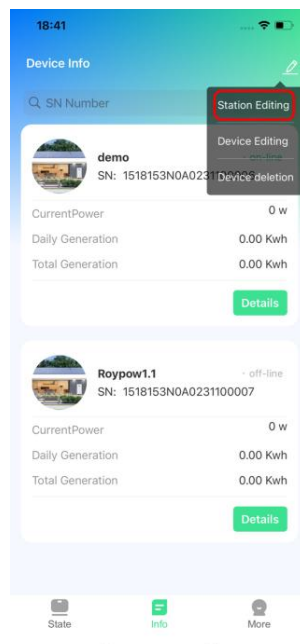 18:41
Device Info
SN Number
Station Editing
Device Editing
Device deletion
demo
SN: 1518153N0A02311
CurrentPower 0 w
Daily Generation 0.00 Kwh
Total Generation 0.00 Kwh
Details
Roypow1.1 · off-line
SN: 1518153N0A0231100007
CurrentPower 0 w
Daily Generation 0.00 Kwh
Total Generation 0.00 Kwh
Details
State Info More